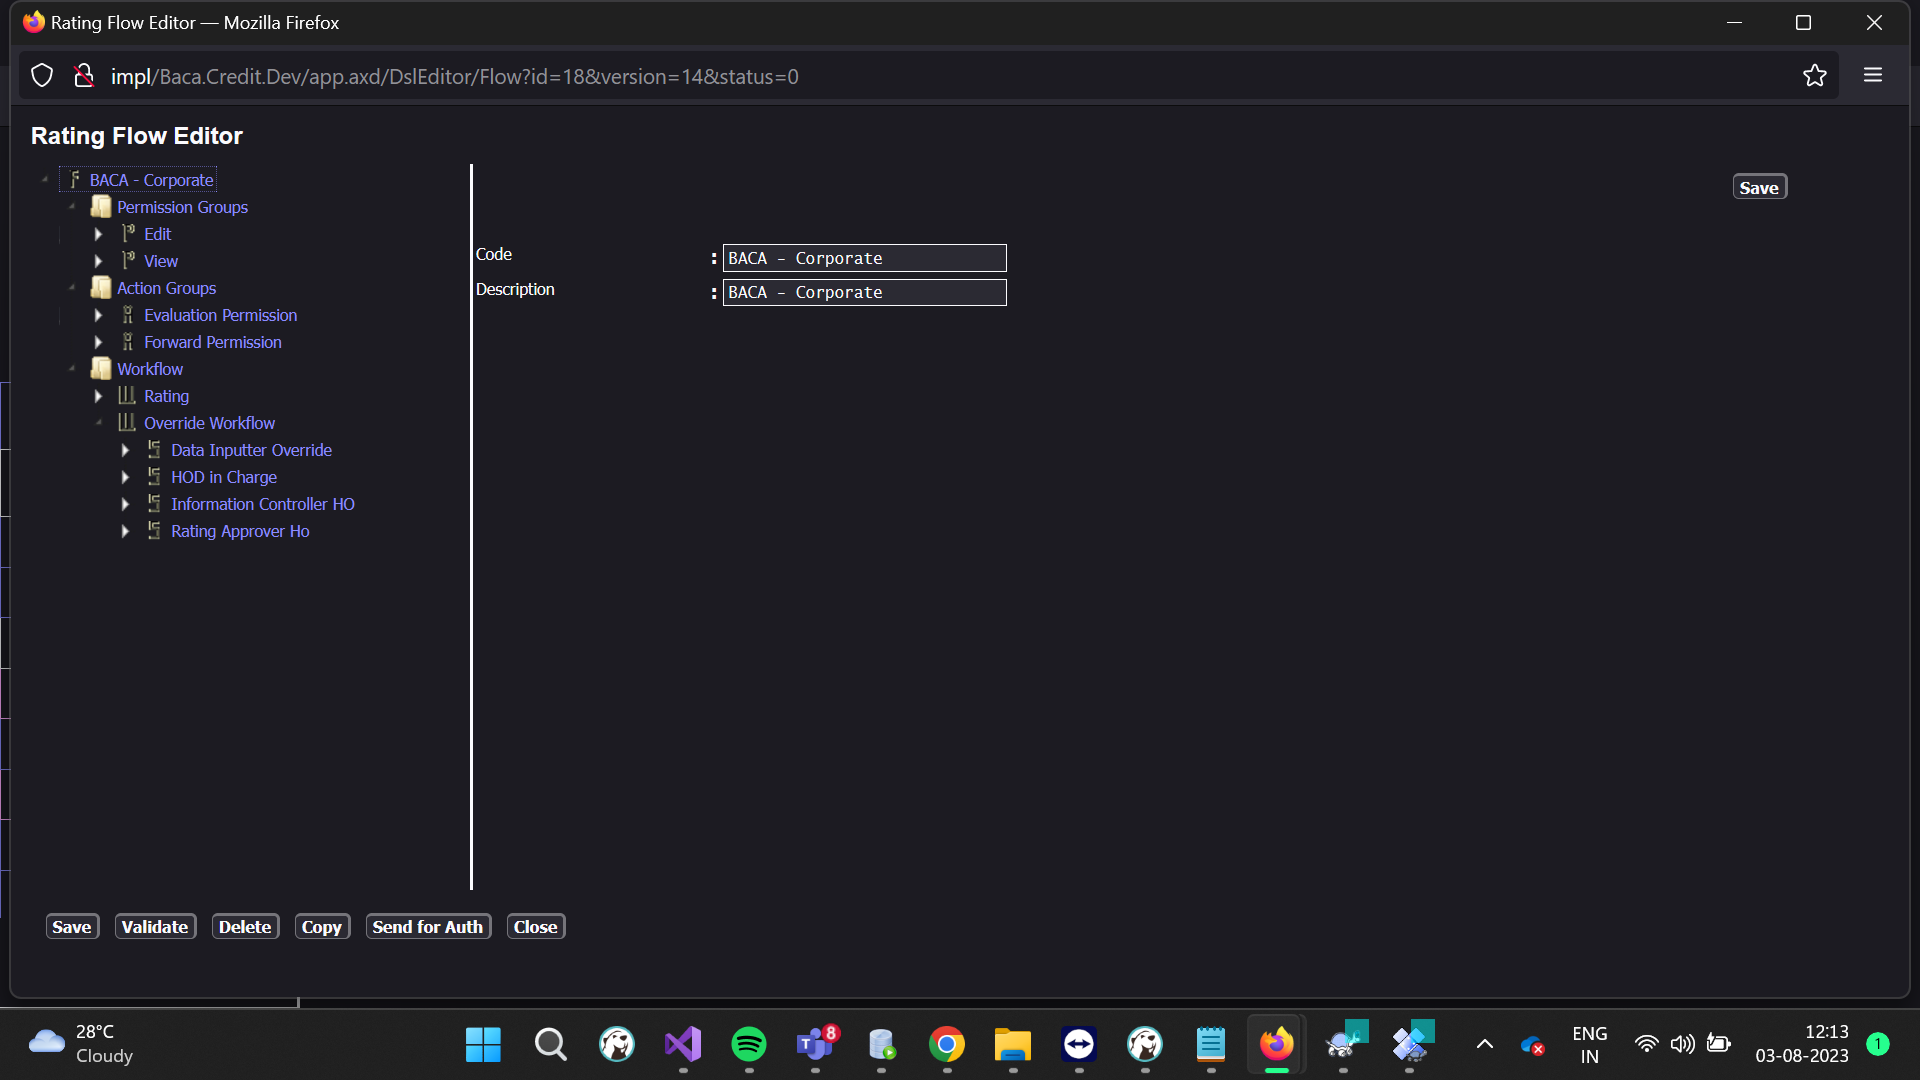 Rating Flow Editor — Mozilla Firefox
impl/Baca.Credit.Dev/app.axd/DslEditor/Flow?id=18&version=14&status=0
Rating Flow Editor
BACA - Corporate
Permission Groups
Edit
View
Action Groups
Evaluation Permission
Forward Permission
Workflow
Rating
Override Workflow
Data Inputter Override
HOD in Charge
Information Controller HO
Rating Approver Ho
Save
Code : BACA - Corporate
Description : BACA - Corporate
Save Validate Delete Copy Send for Auth Close
28°C
Cloudy
8
ENG
IN
12:13
03-08-2023
1